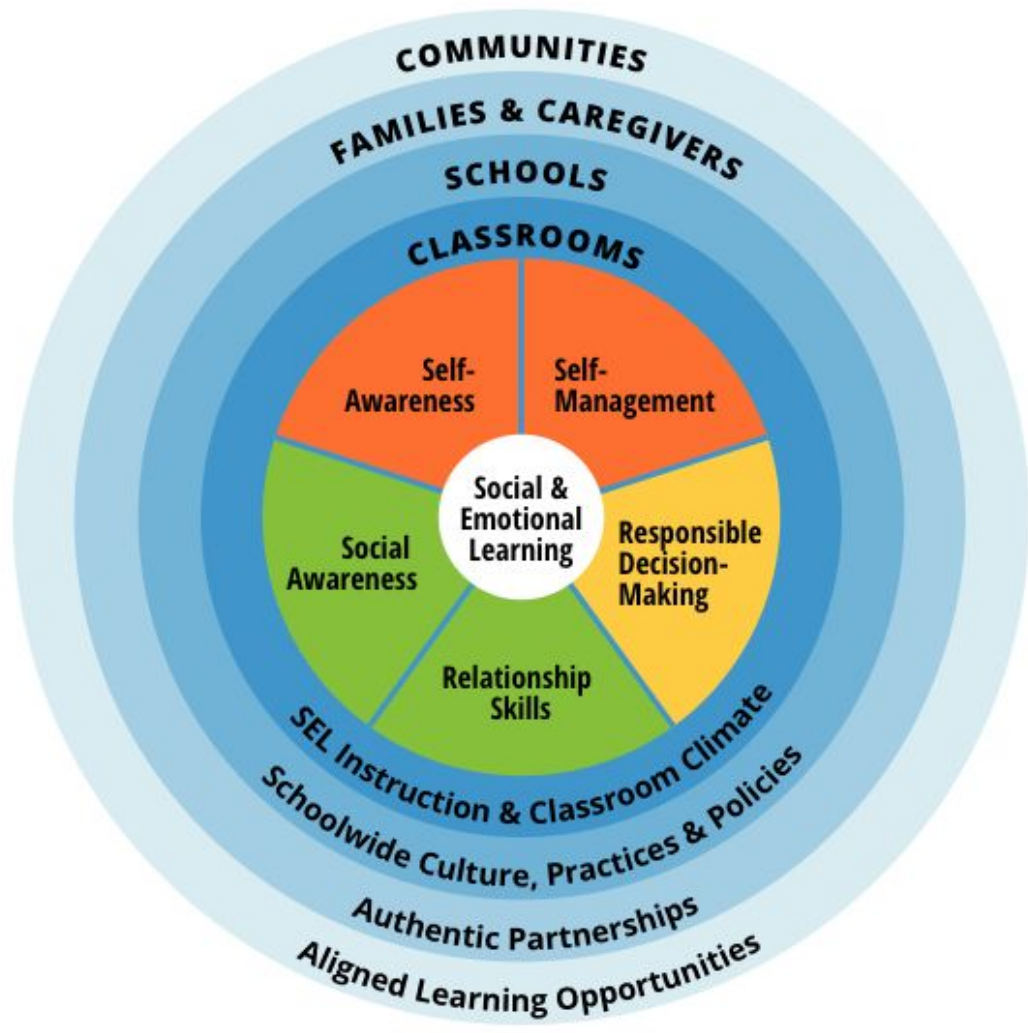 COMMUNITIES
FAMILIES & CAREGIVERS
SCHOOLS
CLASSROOMS
Self-
Awareness
Self-
Management
Social &
Emotional
Learning
Social
Awareness
Responsible
Decision-
Making
Relationship
Skills
SEL Instruction & Classroom Climate
Schoolwide Culture, Practices & Policies
Authentic Partnerships
Aligned Learning Opportunities